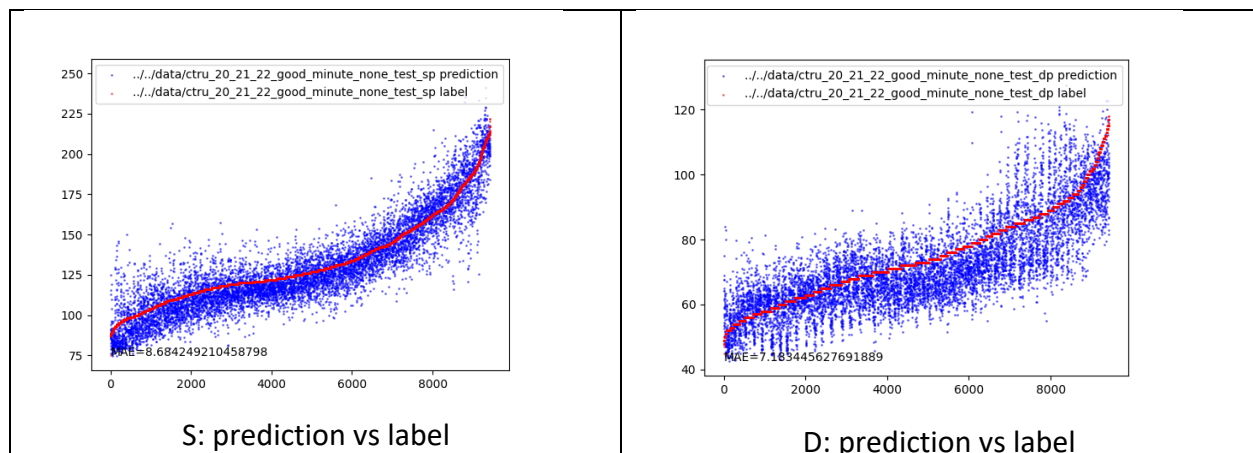 ../../data/ctru_20_21_22_good_minute_none_test_sp prediction
../../data/ctru_20_21_22_good_minute_none_test_sp label
250
225
200
175
150
125
100
75
MAE=8.684249210458798
0 2000 4000 6000 8000
S: prediction vs label
../../data/ctru_20_21_22_good_minute_none_test_dp prediction
../../data/ctru_20_21_22_good_minute_none_test_dp label
120
100
80
60
40
MAE=7.183445627691889
0 2000 4000 6000 8000
D: prediction vs label